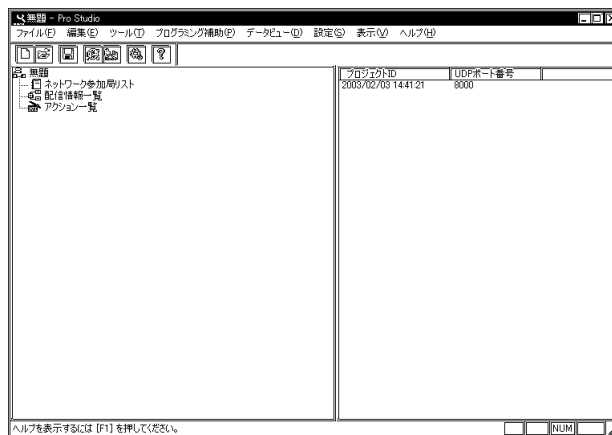 無題 - Pro Studio
ファイル(F) 編集(E) ツール(T) プログラミング補助(P) データビュー(D) 設定(S) 表示(V) ヘルプ(H)
無題
ネットワーク参加局リスト
配信情報一覧
アクション一覧
プロジェクトID UDPポート番号
2003/02/03 14:41:21 8000
ヘルプを表示するには [F1] を押してください。
NUM